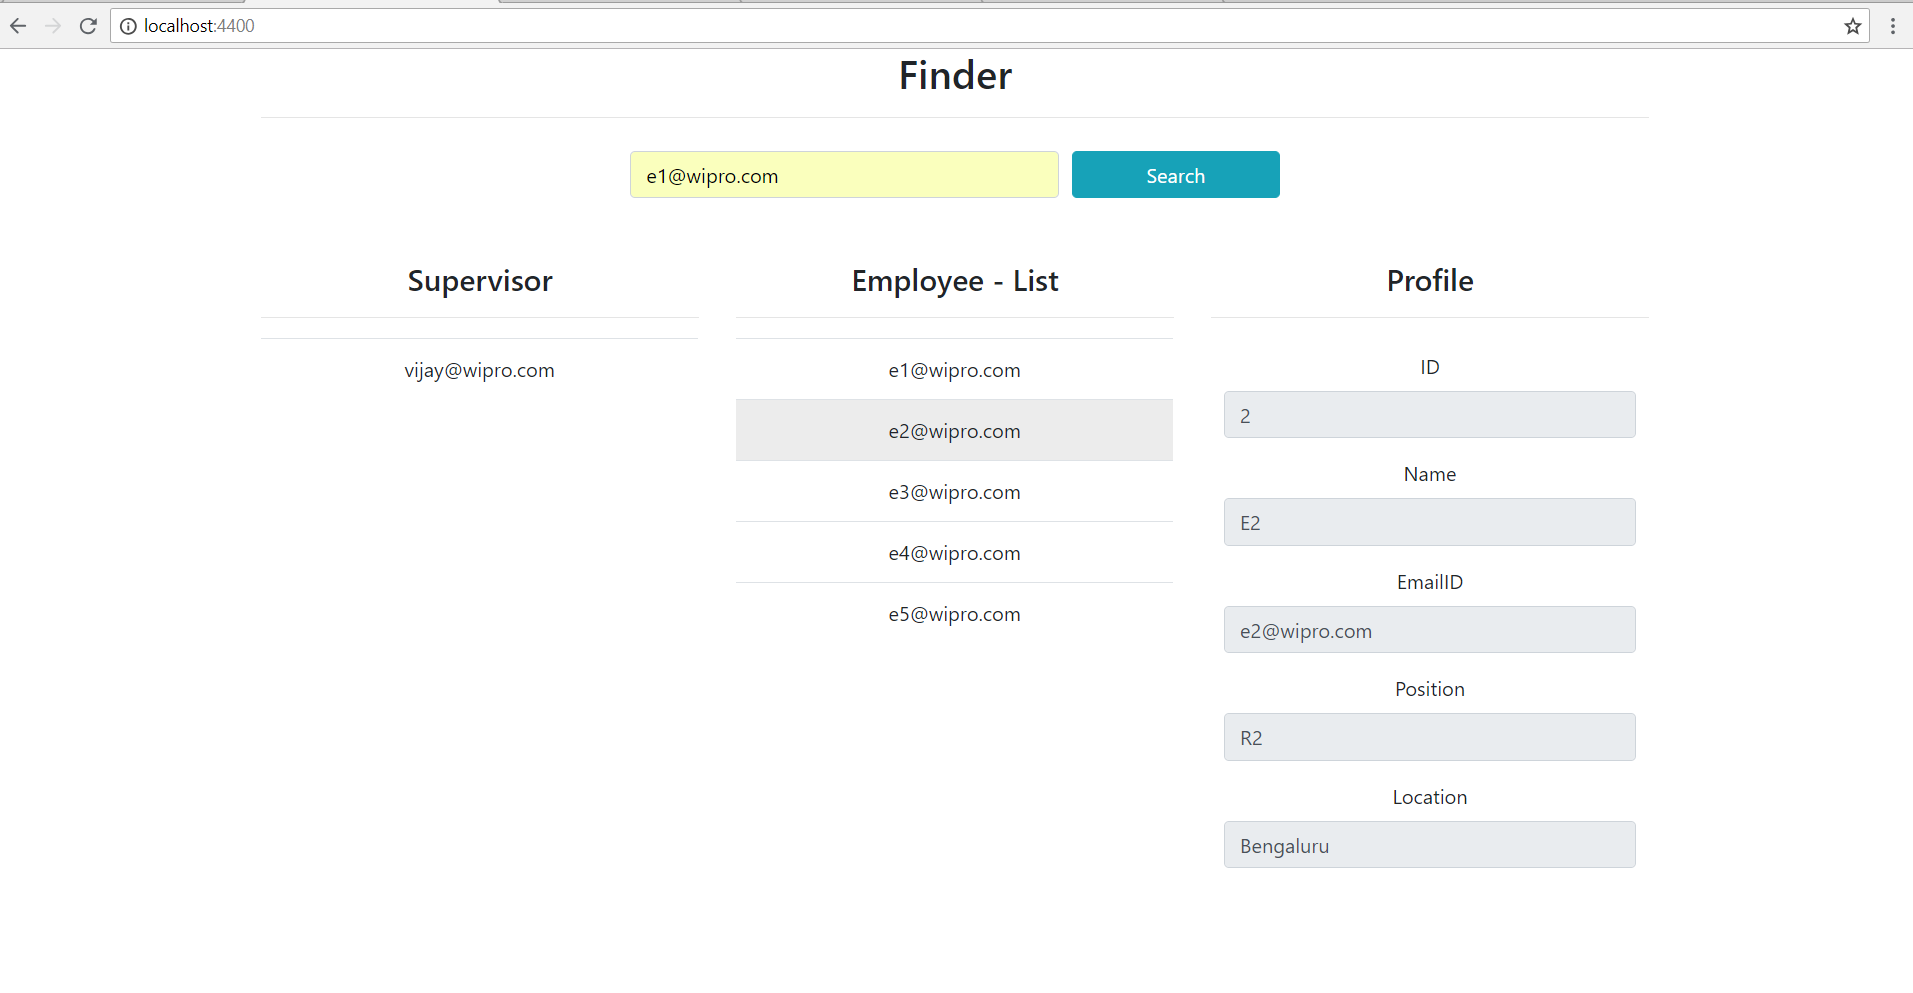 localhost:4400
Finder
e1@wipro.com
Search
Supervisor
vijay@wipro.com
Employee - List
e1@wipro.com
e2@wipro.com
e3@wipro.com
e4@wipro.com
e5@wipro.com
Profile
ID
2
Name
E2
EmailID
e2@wipro.com
Position
R2
Location
Bengaluru